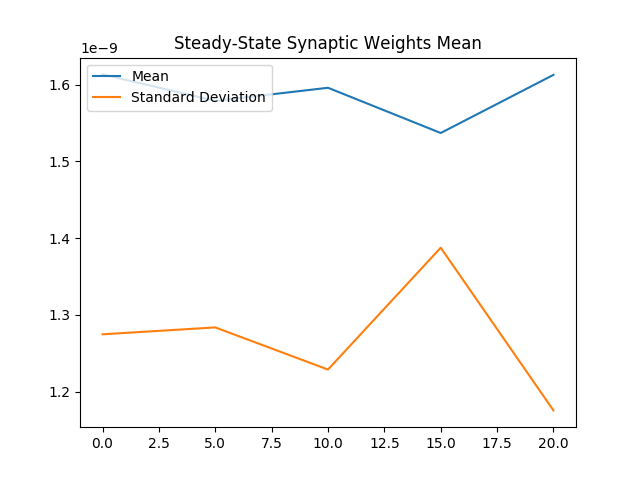 Steady-State Synaptic Weights Mean
1e−9
Mean
Standard Deviation
1.6
1.5
1.4
1.3
1.2
0.0 2.5 5.0 7.5 10.0 12.5 15.0 17.5 20.0